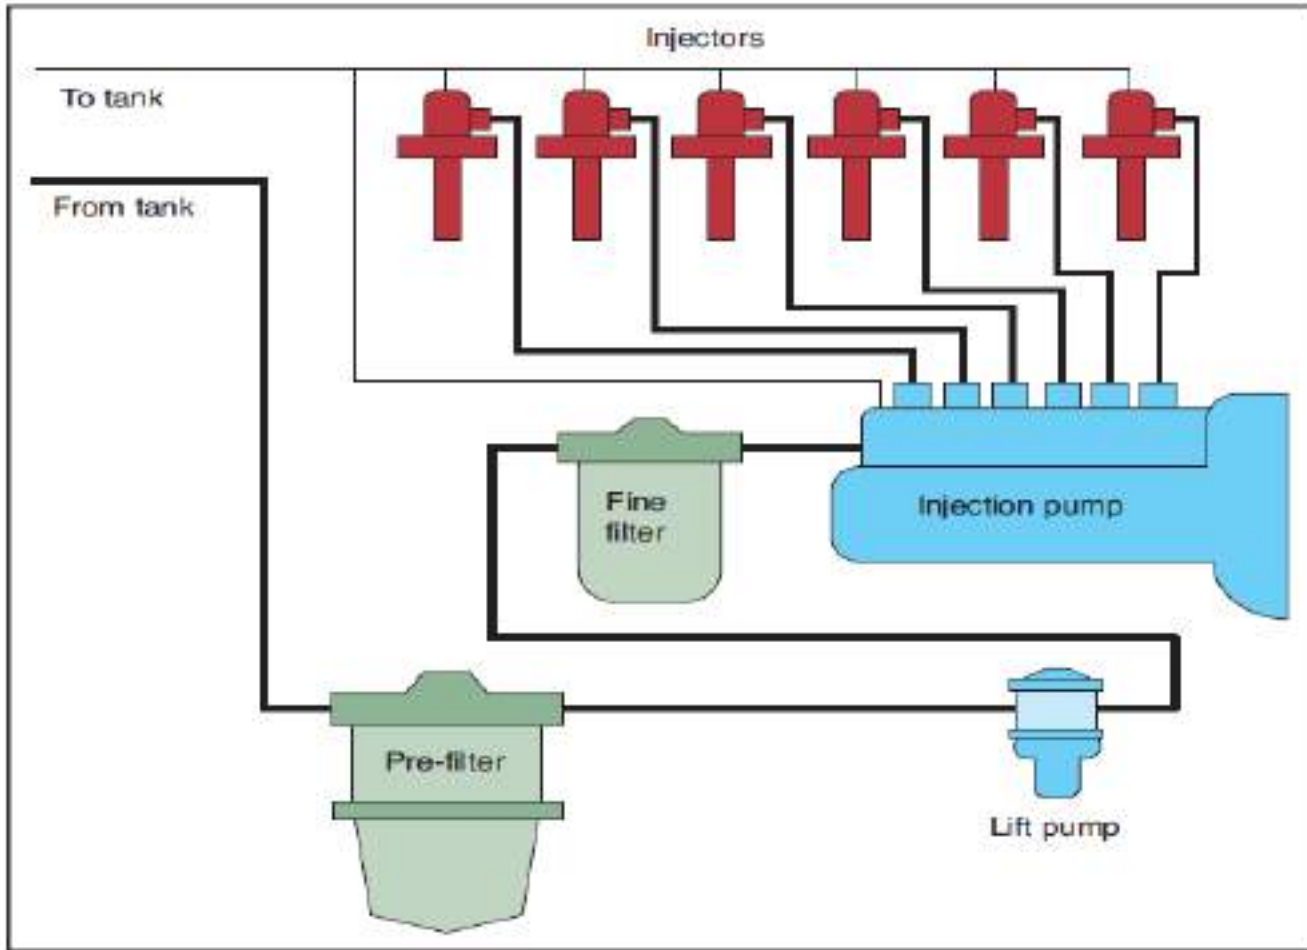 Injectors
To tank
From tank
Fine
filter
Injection pump
Pre-filter
Lift pump